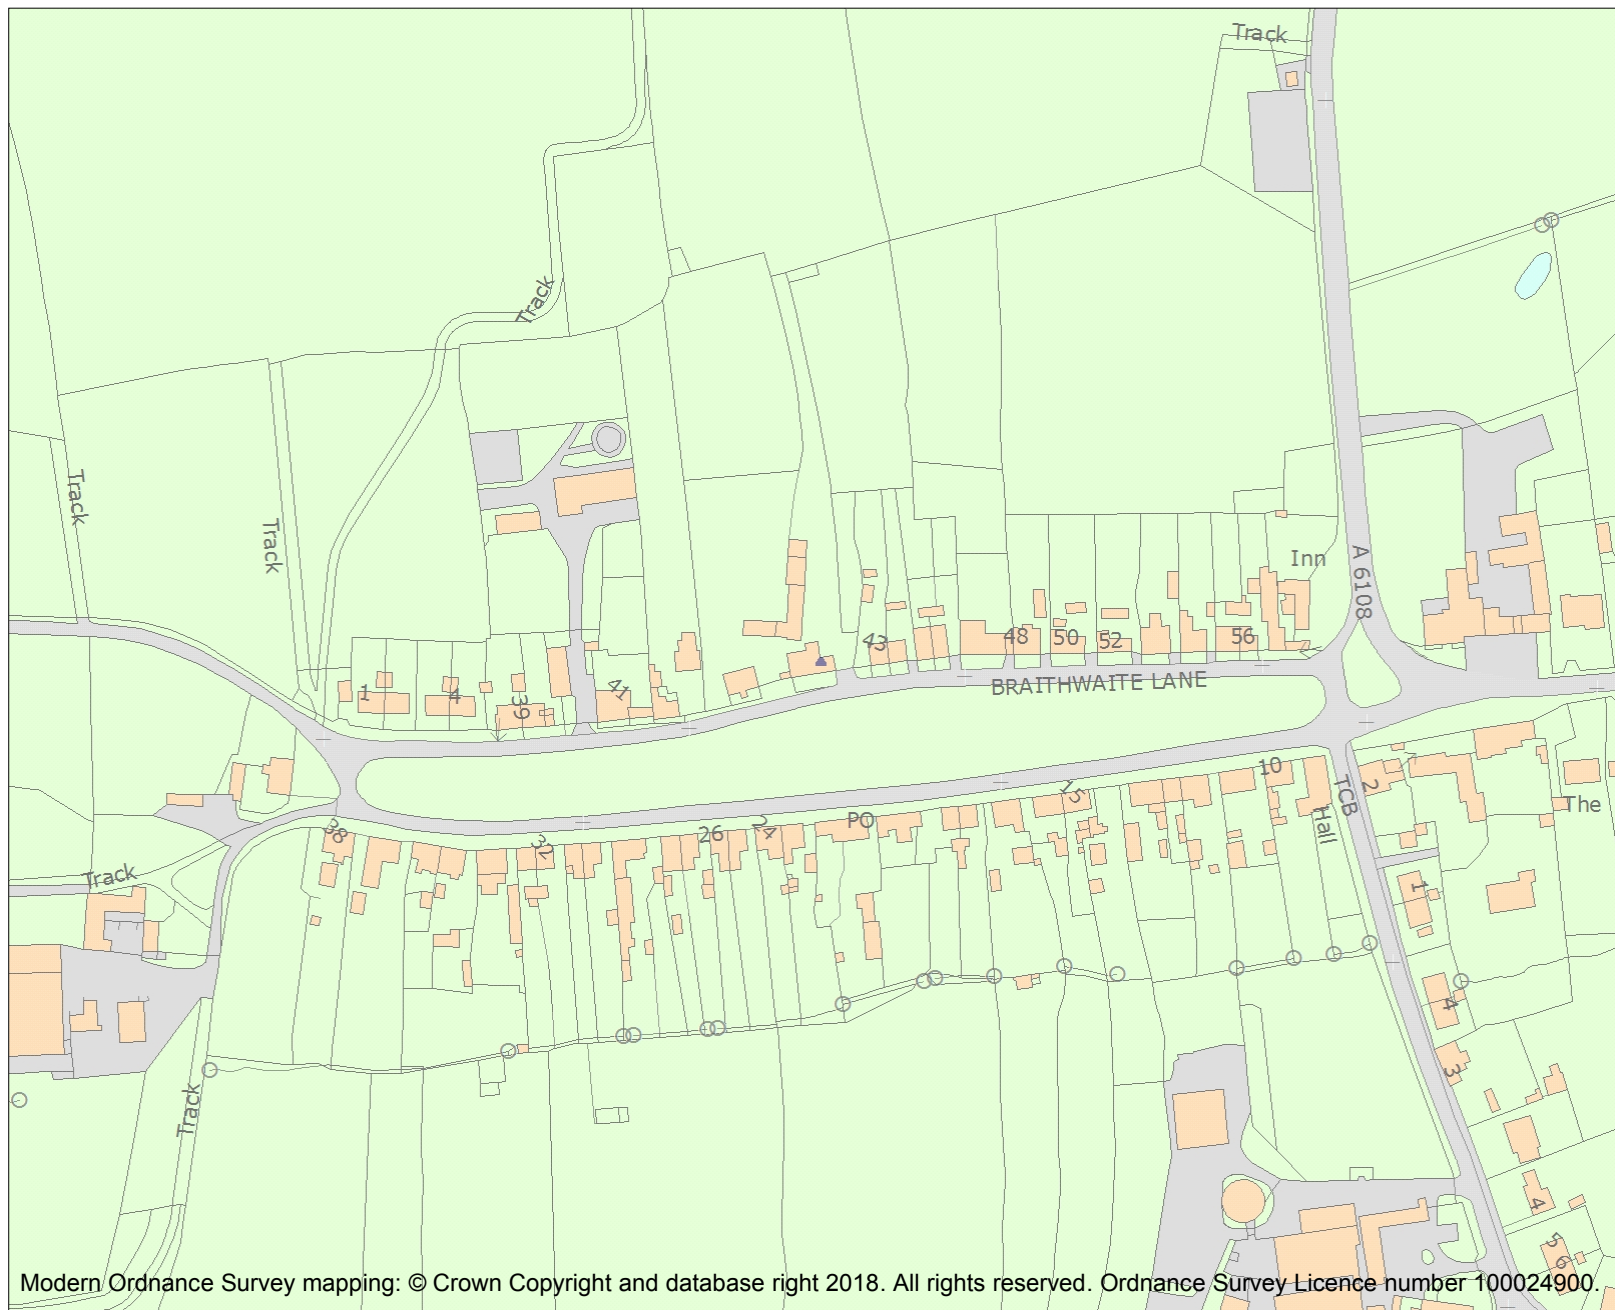 Track
Track
Inn
A 6108
Track
Track
43
48
50
52
56
BRAITHWAITE LANE
1
4
39
41
10
2
TCB
Hall
The
15
PO
24
26
32
38
Track
1
4
3
Track
4
5
6
Modern Ordnance Survey mapping: © Crown Copyright and database right 2018. All rights reserved. Ordnance Survey Licence number 100024900.